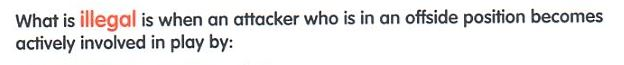 What is illegal is when an attacker who is in an offside position becomes
actively involved in play by: